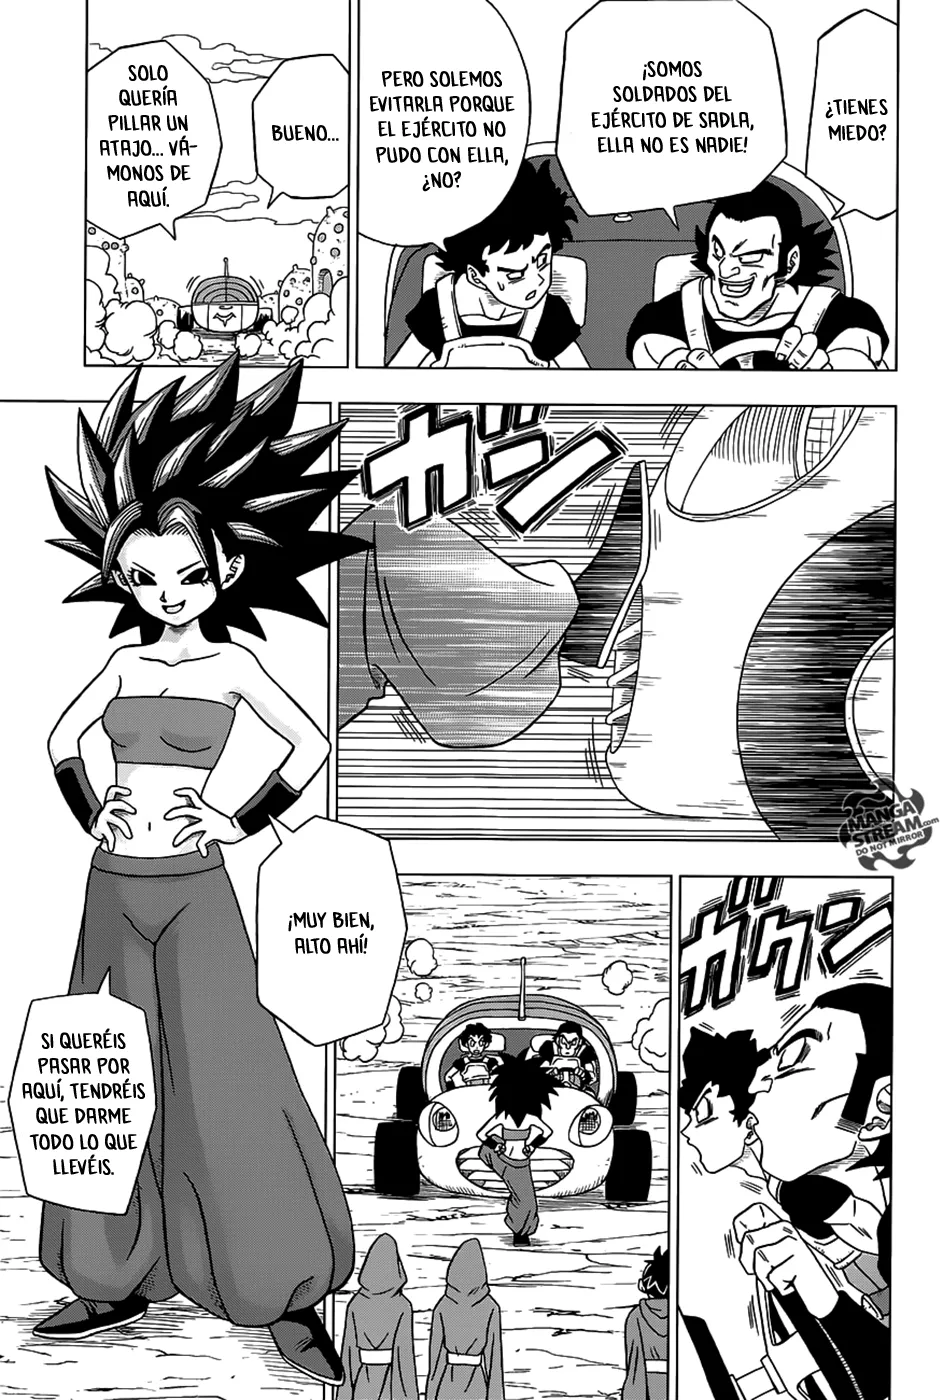 ¿TIENES
MIEDO?
¡SOMOS
SOLDADOS DEL
EJÉRCITO DE SADLA,
ELLA NO ES NADIE!
PERO SOLEMOS
EVITARLA PORQUE
EL EJÉRCITO NO
PUDO CON ELLA,
¿NO?
BUENO...
SOLO
QUERÍA
PILLAR UN
ATAJO... VÁ-
MONOS DE
AQUÍ.
ガン
MANGA
STREAM.com
DO NOT MIRROR!
ガクン
¡MUY BIEN,
ALTO AHÍ!
SI QUERÉIS
PASAR POR
AQUÍ, TENDRÉIS
QUE DARME
TODO LO QUE
LLEVÉIS.